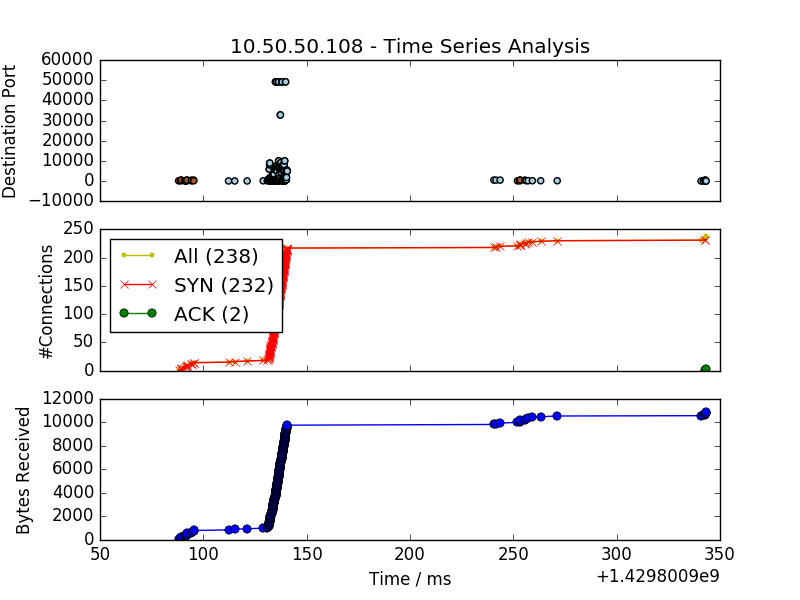 10.50.50.108 - Time Series Analysis
60000
50000
40000
30000
20000
10000
0
−10000
Destination Port
250
200
150
100
50
0
#Connections
All (238)
SYN (232)
ACK (2)
12000
10000
8000
6000
4000
2000
0
Bytes Received
50 100 150 200 250 300 350
Time / ms
+1.4298009e9